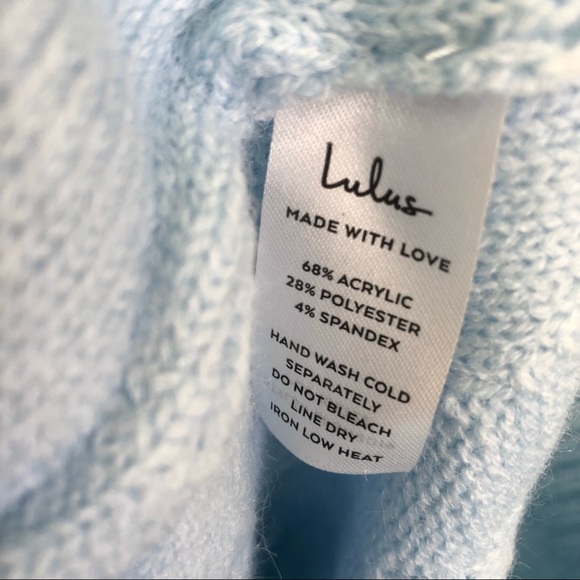 Lulus
MADE WITH LOVE
68% ACRYLIC
28% POLYESTER
4% SPANDEX
HAND WASH COLD
SEPARATELY
DO NOT BLEACH
LINE DRY
IRON LOW HEAT